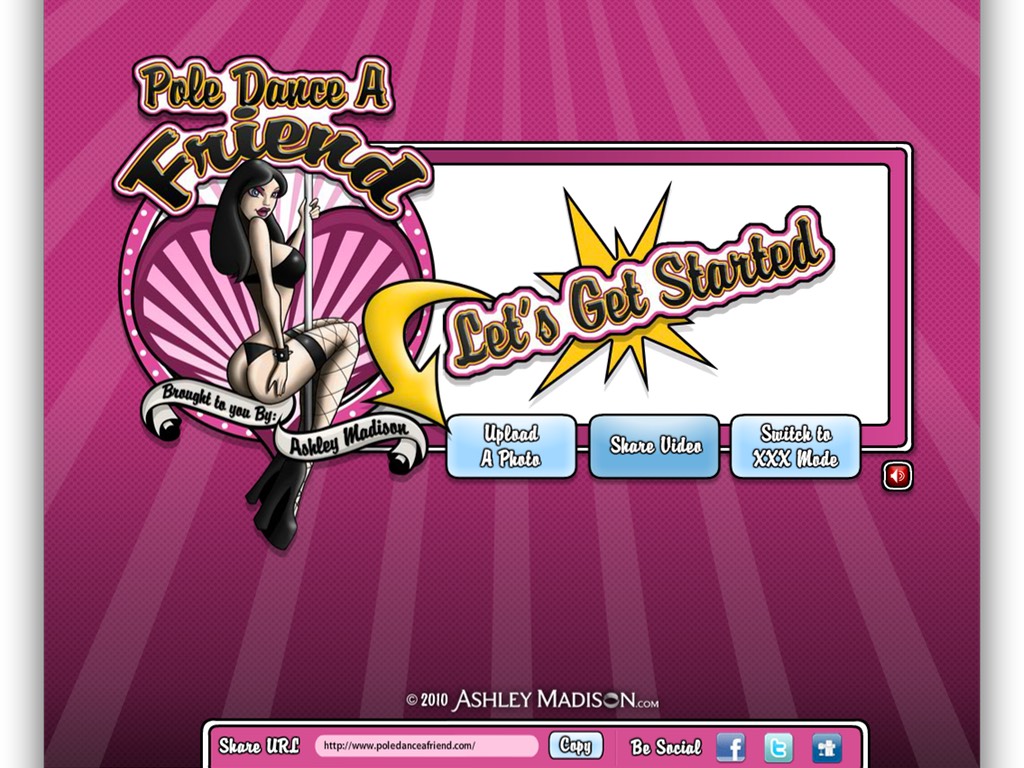 Pole Dance A
Friend
Let's Get Started
Brought to you By:
Ashley Madison
Upload
A Photo
Share Video
Switch to
XXX Mode
© 2010 ASHLEY MADISON.COM
Share URL http://www.poledanceafriend.com/ Copy Be Social f t